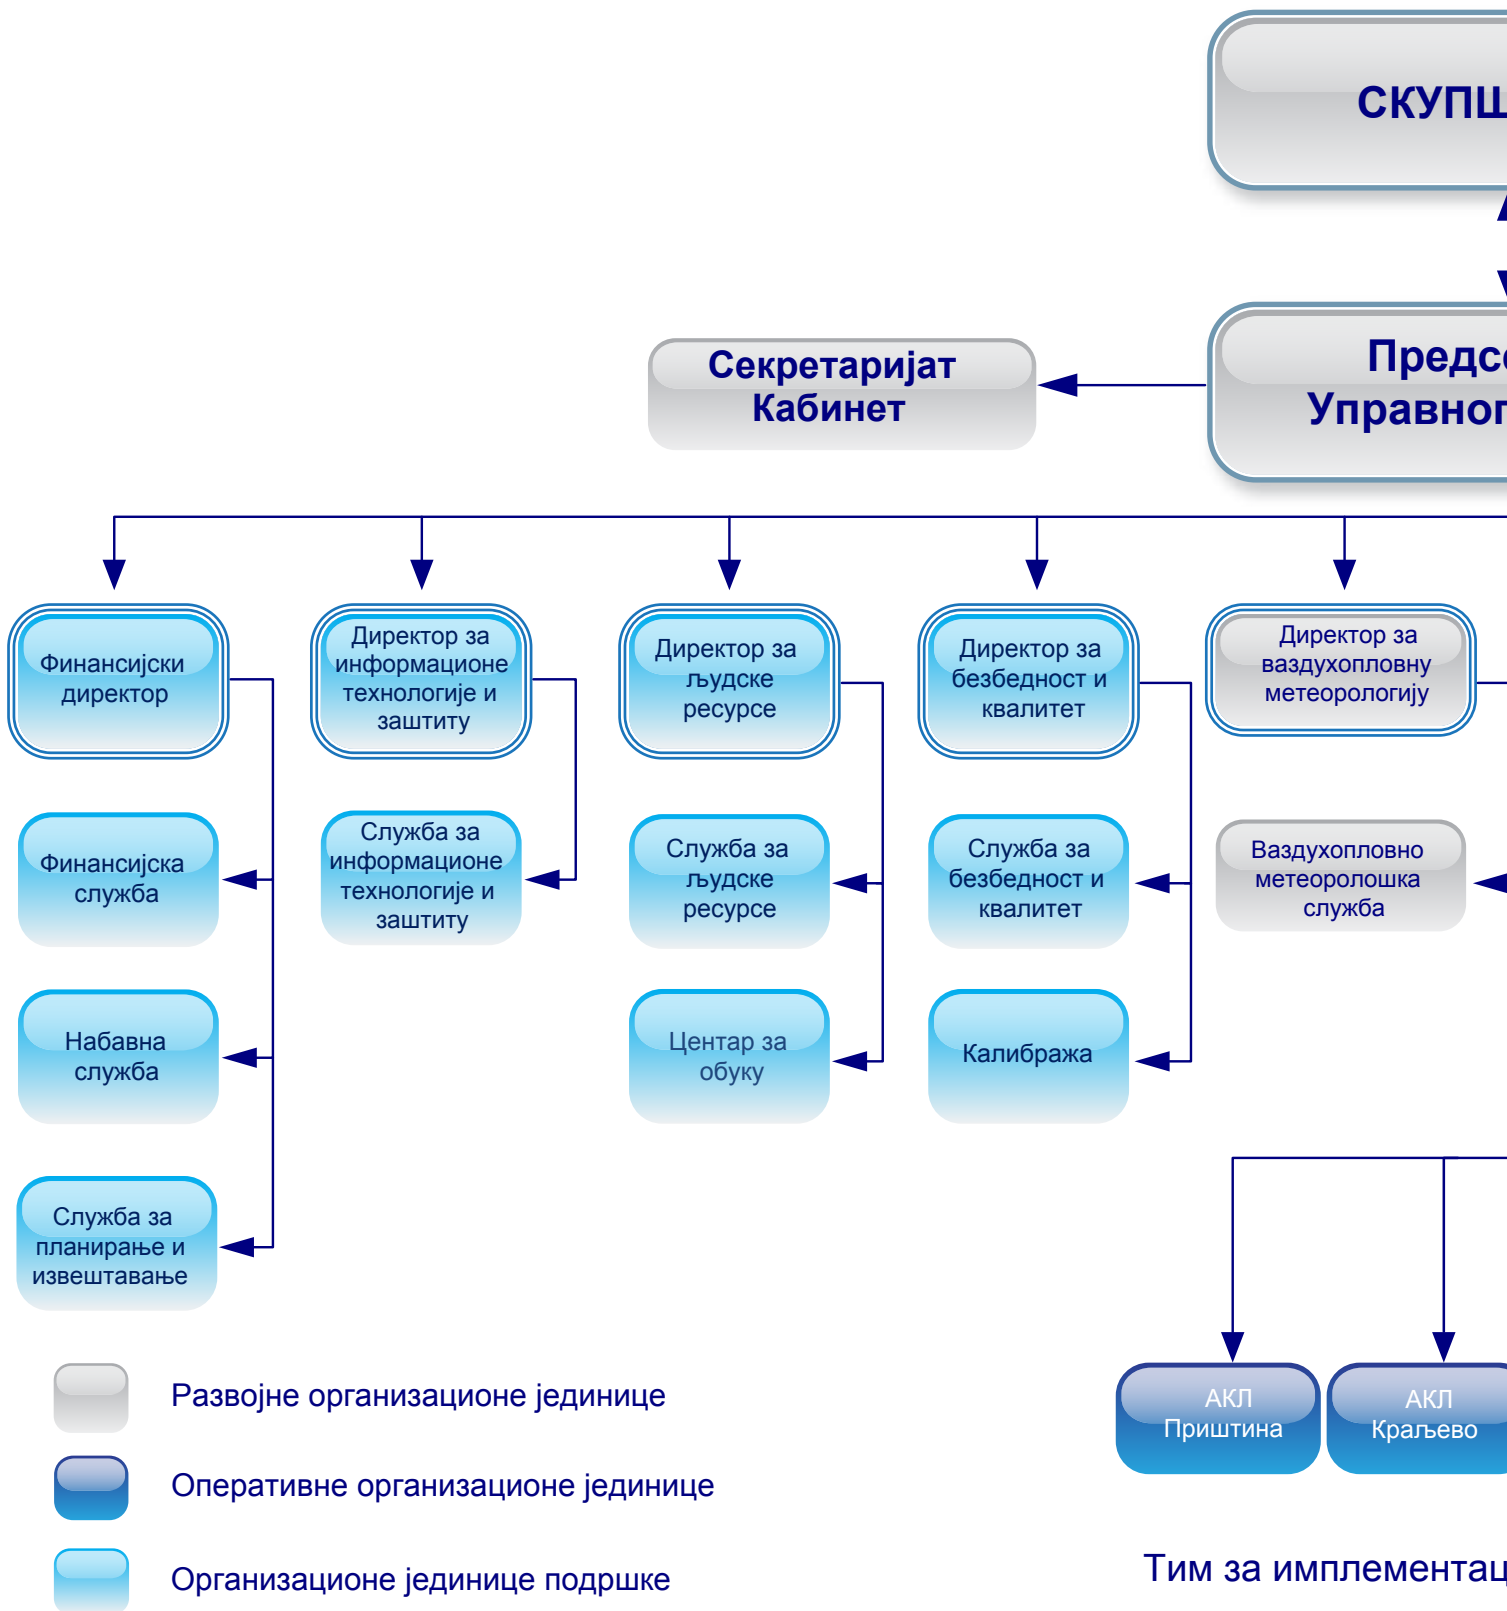 СКУПШ
Секретаријат
Кабинет
Председ
Управног
Финансијски
директор
Директор за
информационе
технологије и
заштиту
Директор за
људске
ресурсе
Директор за
безбедност и
квалитет
Директор за
ваздухопловну
метеорологију
Финансијска
служба
Служба за
информационе
технологије и
заштиту
Служба за
људске
ресурсе
Служба за
безбедност и
квалитет
Ваздухопловно
метеоролошка
служба
Набавна
служба
Центар за
обуку
Калибража
Служба за
планирање и
извештавање
АКЛ
Приштина
АКЛ
Краљево
Развојне организационе јединице
Оперативне организационе јединице
Организационе јединице подршке
Тим за имплементац